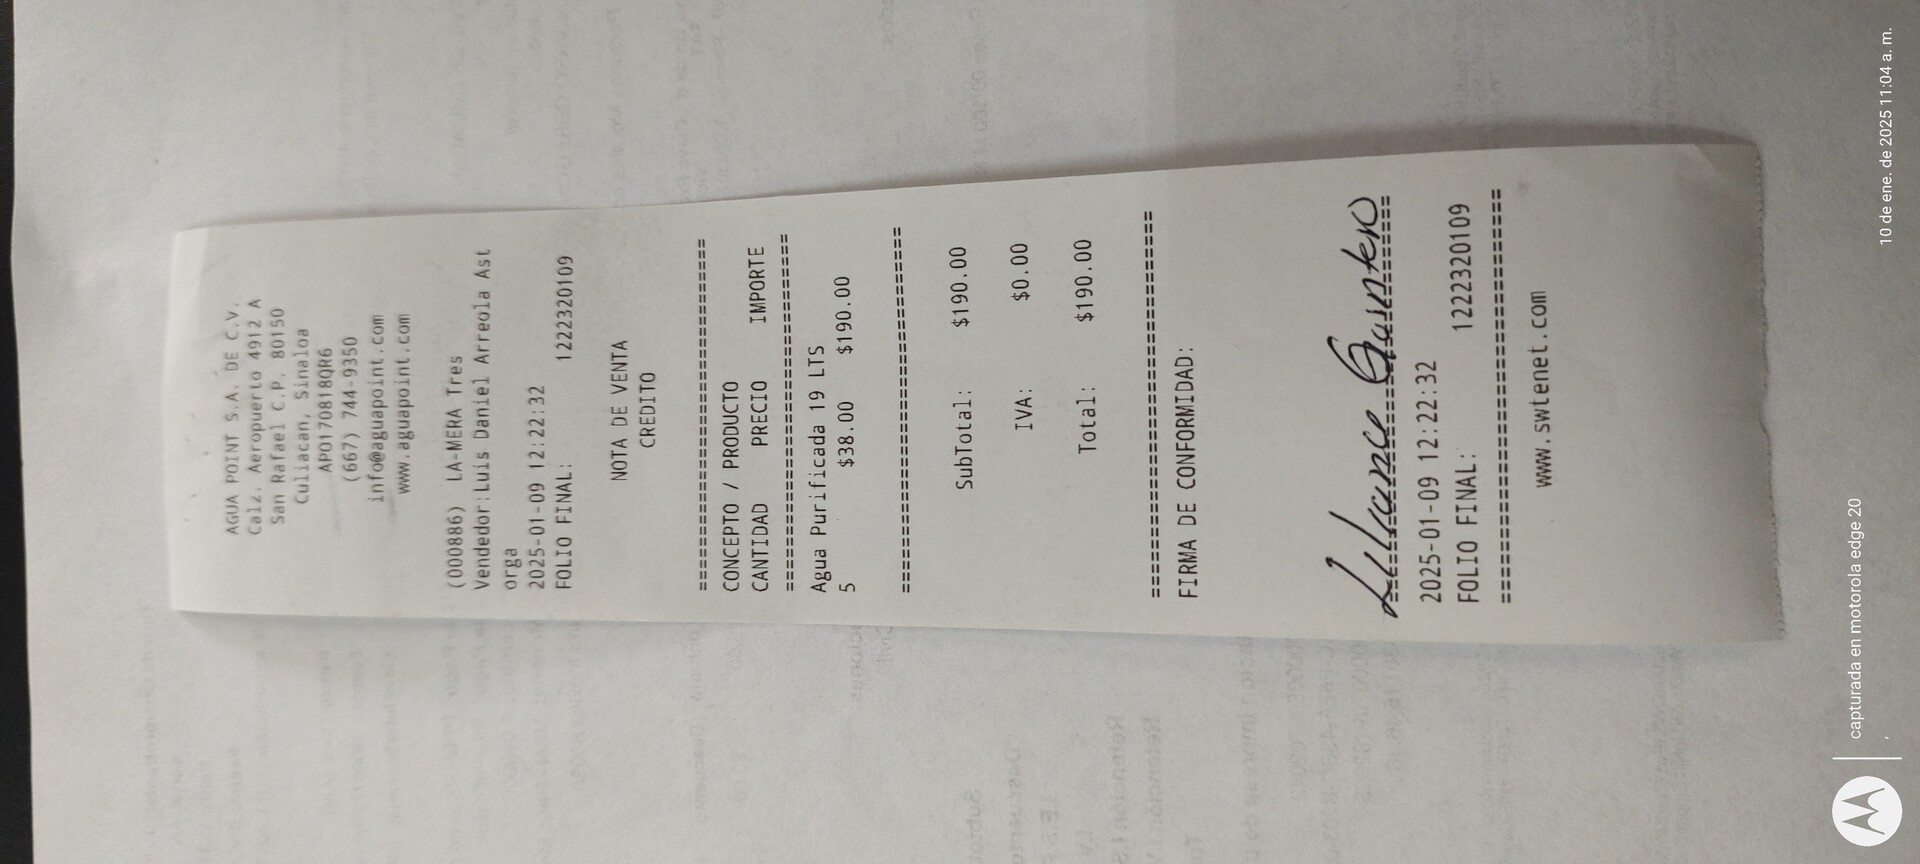 AGUA POINT S.A. DE C.V.
Calz. Aeropuerto 4912 A
San Rafael C.P. 80150
Culiacan, Sinaloa
APO170818QR6
(667) 744-9350
info@aguapoint.com
www.aguapoint.com
(000886) LA-MERA Tres
Vendedor:Luis Daniel Arreola Ast
orga
2025-01-09 12:22:32
FOLIO FINAL: 1222320109
NOTA DE VENTA
CREDITO
================================
CONCEPTO / PRODUCTO
CANTIDAD PRECIO IMPORTE
================================
Agua Purificada 19 LTS
5 $38.00 $190.00
================================
SubTotal: $190.00
IVA: $0.00
Total: $190.00
================================
FIRMA DE CONFORMIDAD:
================================
2025-01-09 12:22:32
FOLIO FINAL: 1222320109
================================
www.swtenet.com
capturada en motorola edge 20
10 de ene. de 2025 11:04 a. m.